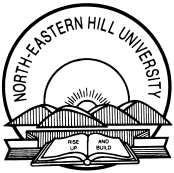 NORTH-EASTERN HILL UNIVERSITY
RISE AND
UP BUILD